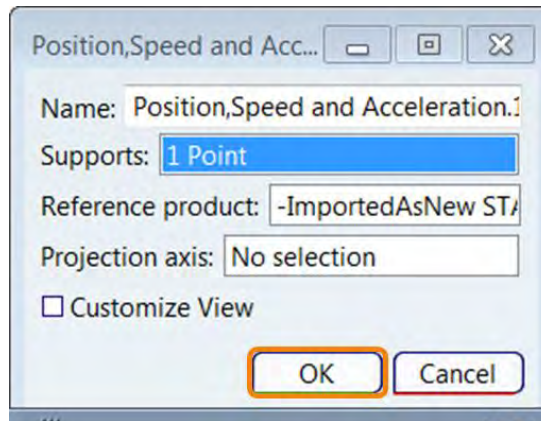 Position,Speed and Acc...
Name: Position,Speed and Acceleration.1
Supports: 1 Point
Reference product: -ImportedAsNew STA
Projection axis: No selection
Customize View
OK Cancel